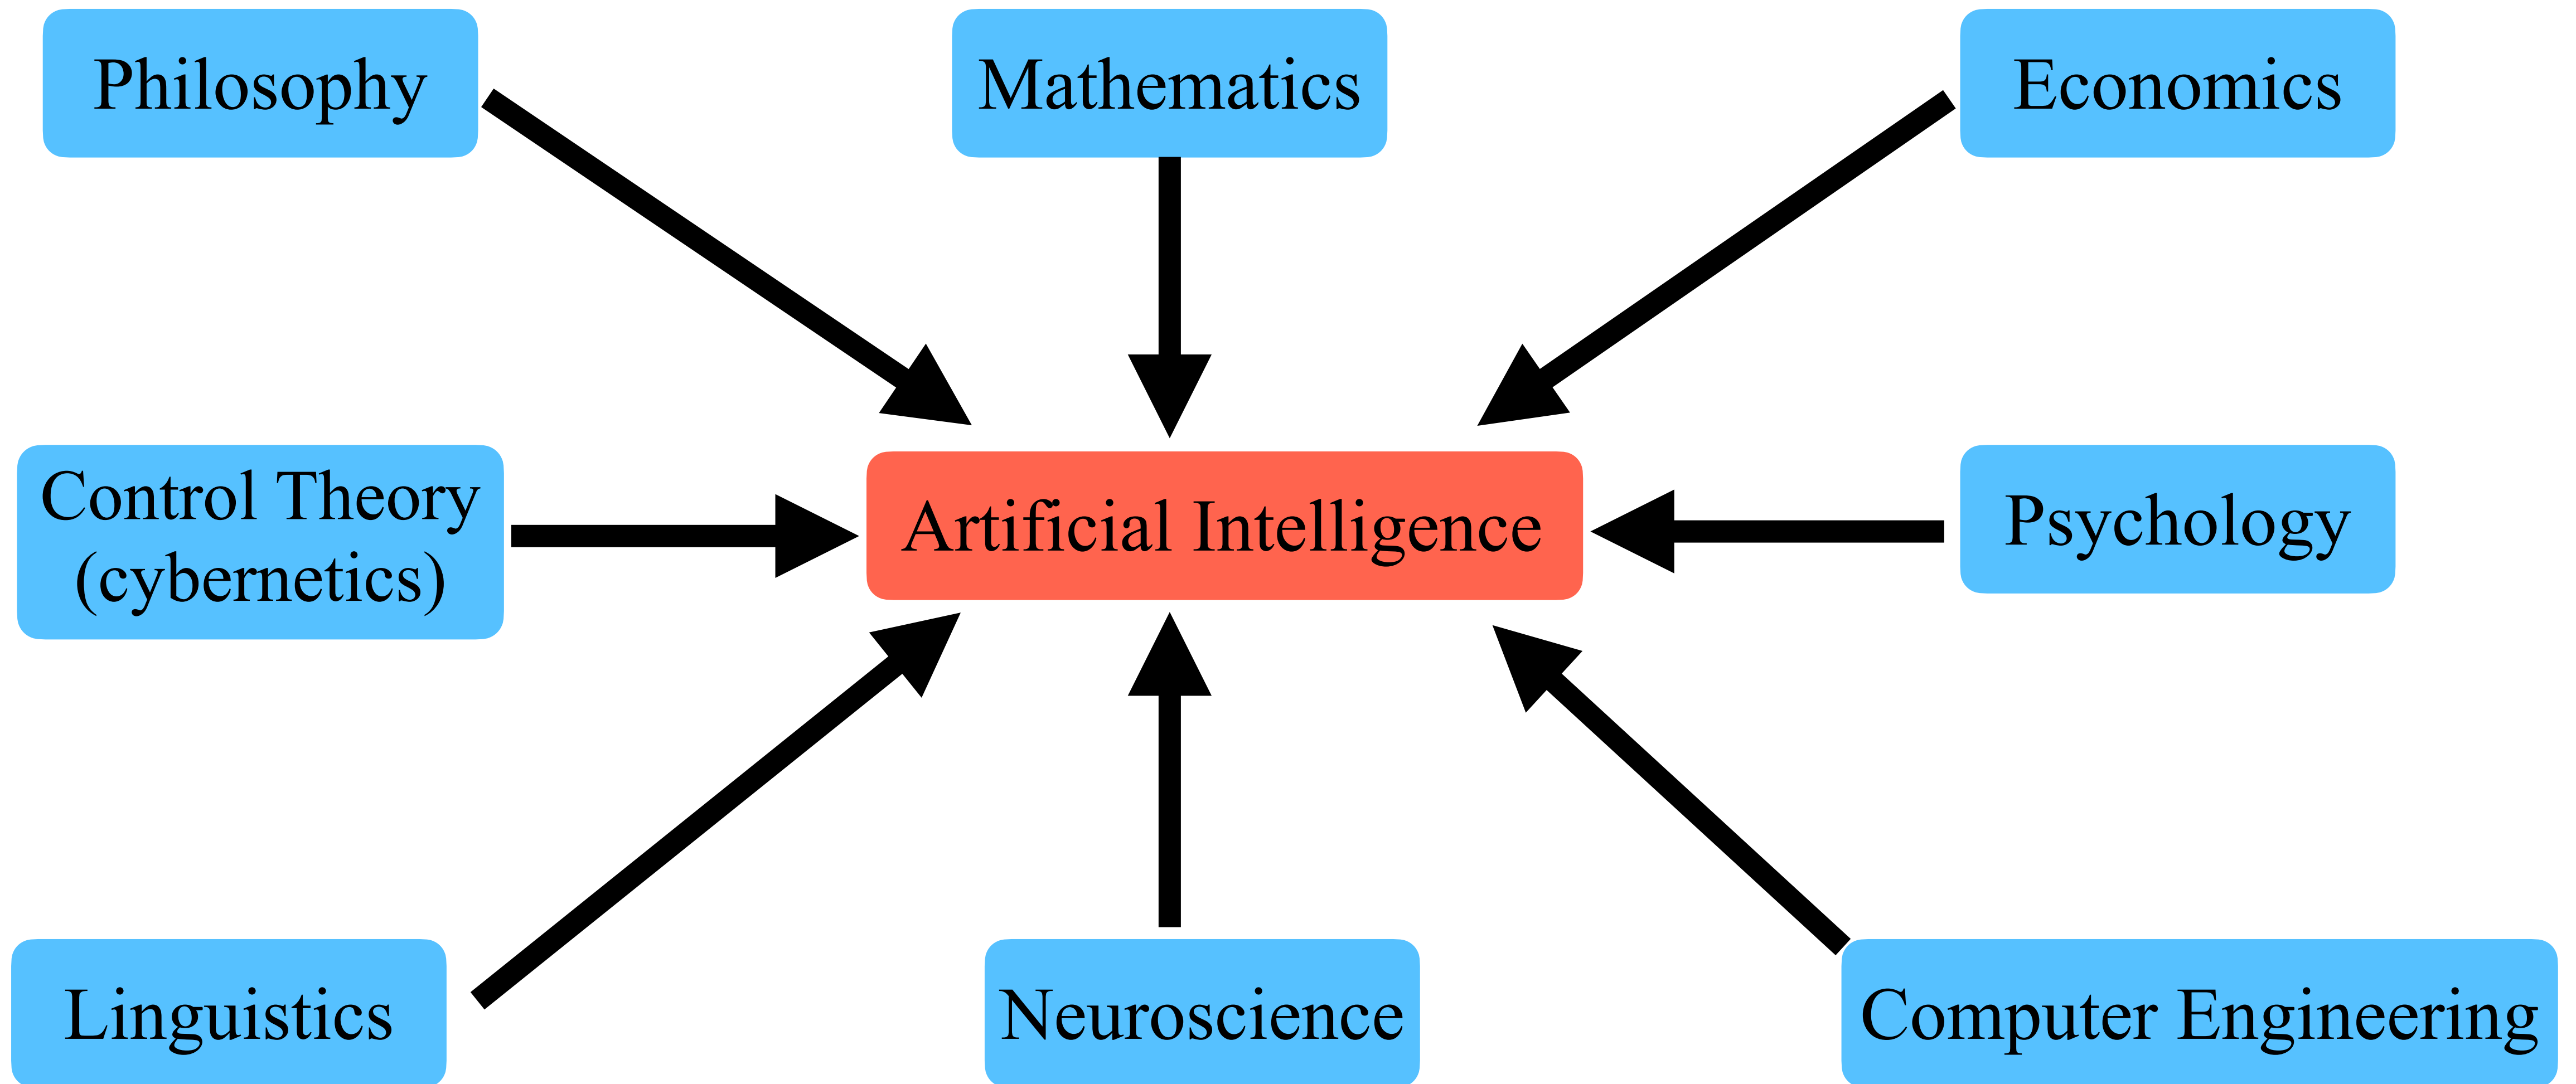 Philosophy
Mathematics
Economics
Control Theory
(cybernetics)
Artificial Intelligence
Psychology
Linguistics
Neuroscience
Computer Engineering